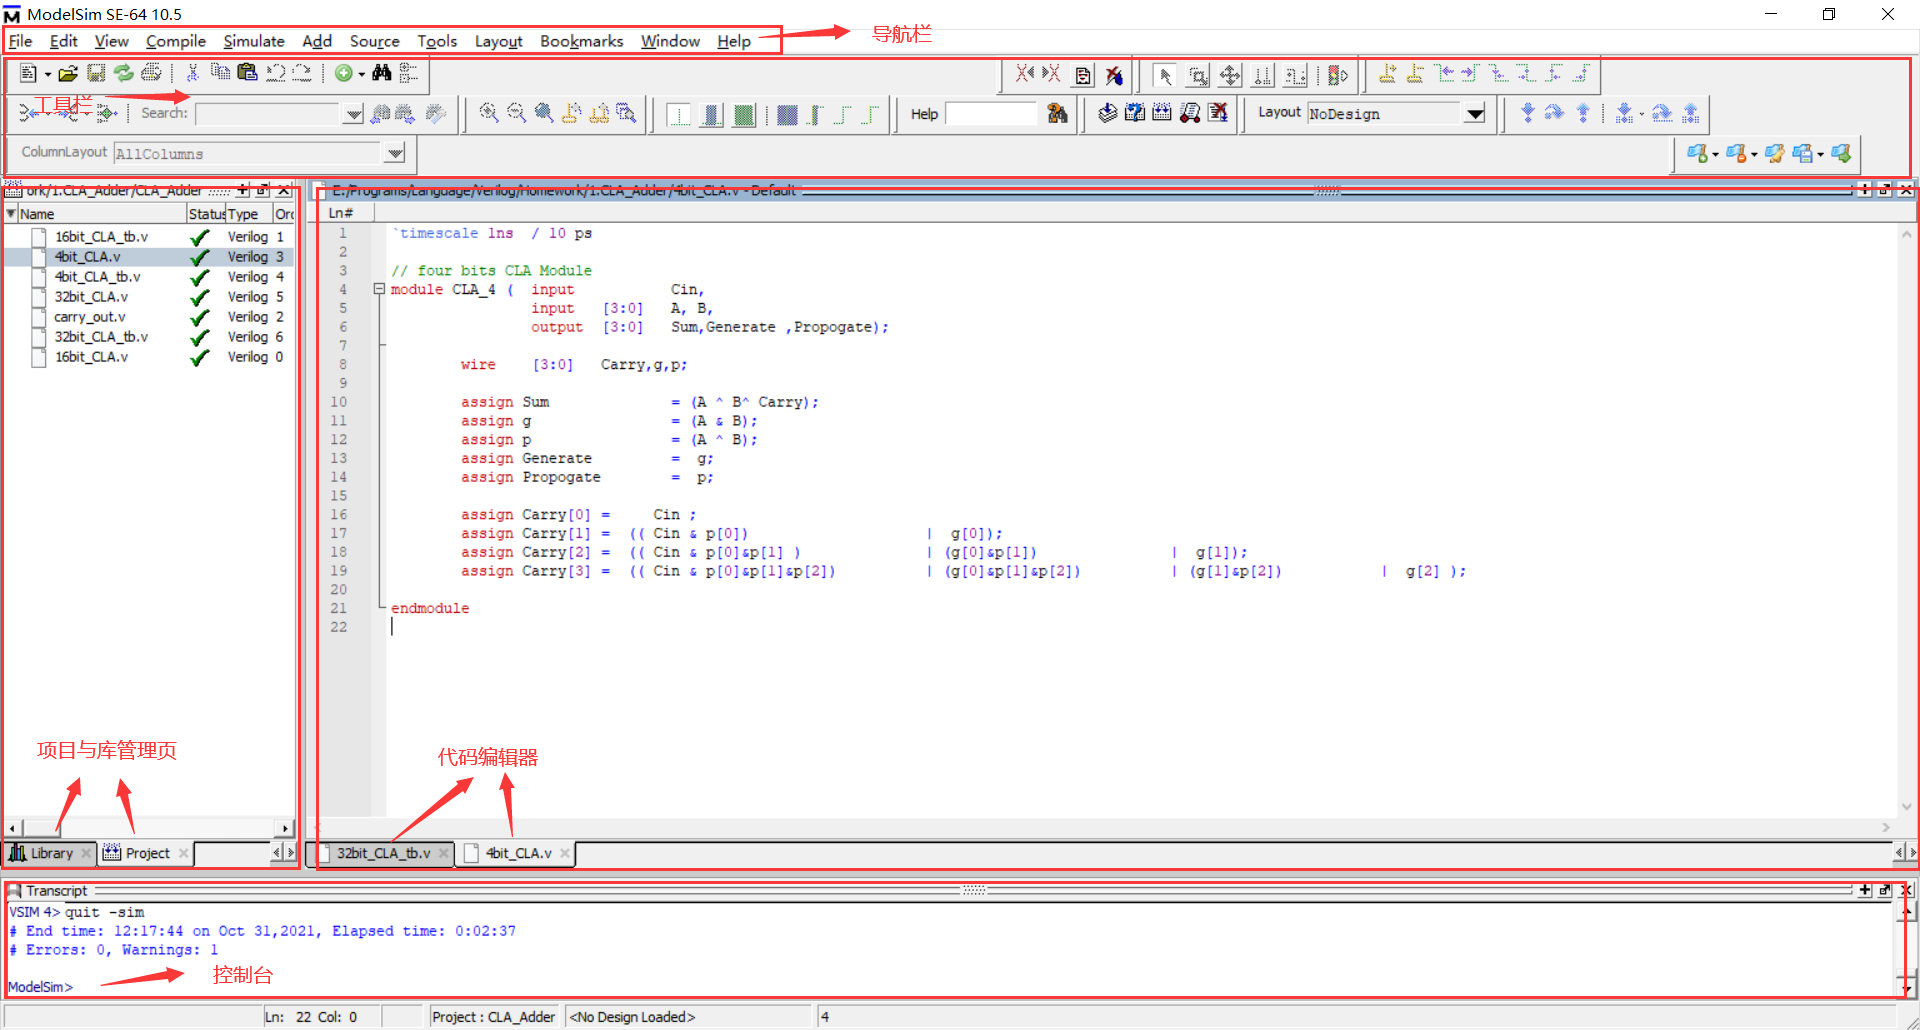 ModelSim SE-64 10.5
File Edit View Compile Simulate Add Source Tools Layout Bookmarks Window Help
导航栏
工具栏
Search:
Help
Layout NoDesign
ColumnLayout AllColumns
ork/1.CLA_Adder/CLA_Adder
Name Status Type Orc
16bit_CLA_tb.v Verilog 1
4bit_CLA.v Verilog 3
4bit_CLA_tb.v Verilog 4
32bit_CLA.v Verilog 5
carry_out.v Verilog 2
32bit_CLA_tb.v Verilog 6
16bit_CLA.v Verilog 0
项目与库管理页
Library Project
E:/Programs/Language/Verilog/Homework/1.CLA_Adder/4bit_CLA.v - Default
Ln#
1 `timescale 1ns / 10 ps
2
3 // four bits CLA Module
4 module CLA_4 ( input Cin,
5 input [3:0] A, B,
6 output [3:0] Sum,Generate ,Propogate);
7
8 wire [3:0] Carry,g,p;
9
10 assign Sum = (A ^ B^ Carry);
11 assign g = (A & B);
12 assign p = (A ^ B);
13 assign Generate = g;
14 assign Propogate = p;
15
16 assign Carry[0] = Cin ;
17 assign Carry[1] = (( Cin & p[0]) | g[0]);
18 assign Carry[2] = (( Cin & p[0]&p[1] ) | (g[0]&p[1]) | g[1]);
19 assign Carry[3] = (( Cin & p[0]&p[1]&p[2]) | (g[0]&p[1]&p[2]) | (g[1]&p[2]) | g[2] );
20
21 endmodule
22
代码编辑器
32bit_CLA_tb.v 4bit_CLA.v
Transcript
VSIM 4> quit -sim
# End time: 12:17:44 on Oct 31,2021, Elapsed time: 0:02:37
# Errors: 0, Warnings: 1
控制台
ModelSim>
Ln: 22 Col: 0 Project : CLA_Adder <No Design Loaded> 4